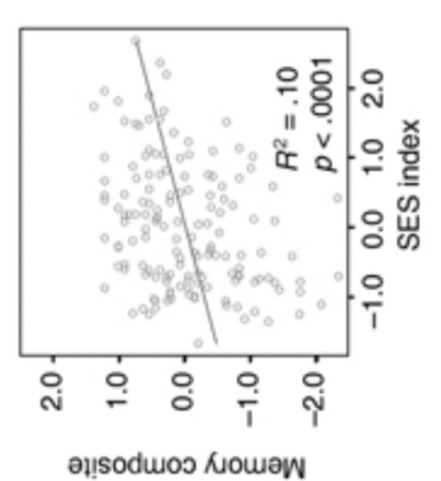 Memory composite
2.0
1.0
0.0
−1.0
−2.0
R² = .10
p < .0001
−1.0 0.0 1.0 2.0
SES index